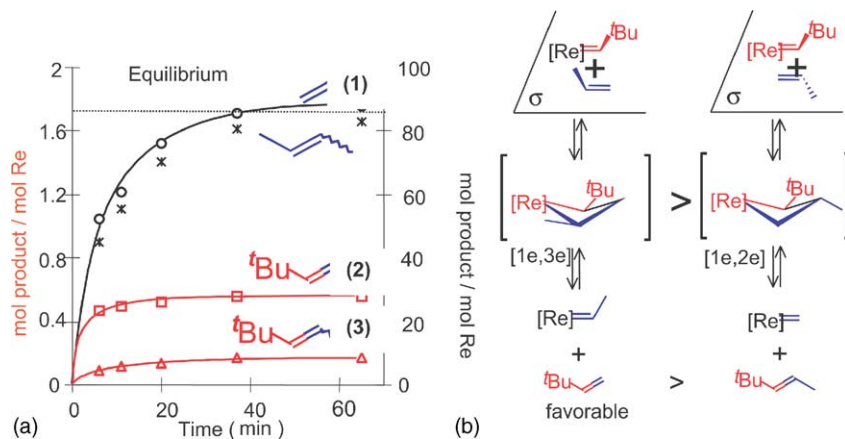 2
Equilibrium
(1)
100
1.6
80
1.2
60
0.8
40
ᵗBu
(2)
0.4
20
ᵗBu
(3)
0
0
0
20
40
60
Time ( min )
mol product / mol Re
mol product / mol Re
(a)
ᵗBu
[Re]
+
σ
ᵗBu
[Re]
+
σ
ᵗBu
[Re]
>
ᵗBu
[Re]
[1e,3e]
[1e,2e]
[Re]
[Re]
+
+
ᵗBu
>
ᵗBu
favorable
(b)